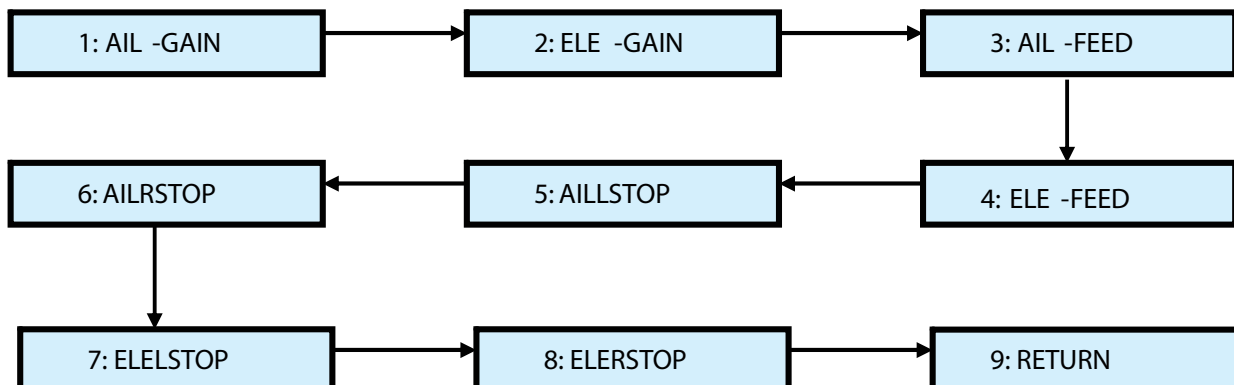 1: AIL -GAIN
2: ELE -GAIN
3: AIL -FEED
4: ELE -FEED
5: AILLSTOP
6: AILRSTOP
7: ELELSTOP
8: ELERSTOP
9: RETURN